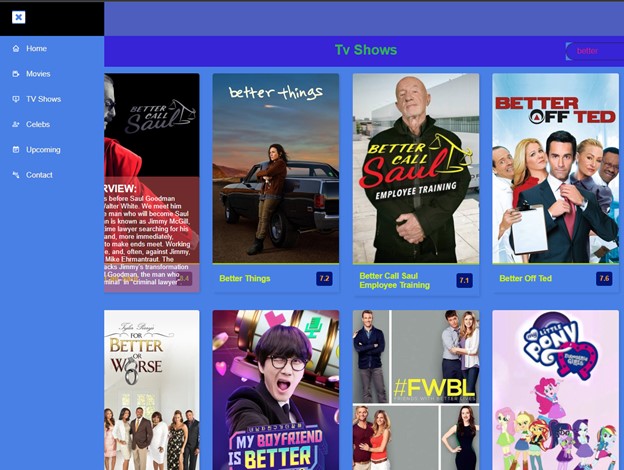 Tv Shows
better
Home
Movies
TV Shows
Celebs
Upcoming
Contact
BETTER
CALL
Saul
RVIEW:
s before Saul Goodman
Walter White. We meet him
man who will become Saul
n is known as Jimmy McGill,
time lawyer searching for his
and, more immediately,
to make ends meet. Working
e, and, often, against Jimmy,
Mike Ehrmantraut. The
acks Jimmy's transformation
Goodman, the man who
minal" in "criminal lawyer
better things
Better Things
7.2
BETTER
CALL
Saul
EMPLOYEE TRAINING
Better Call Saul
Employee Training
7.1
BETTER
OFF TED
Better Off Ted
7.6
Tyler Perry's
FOR
BETTER
OR
WORSE
MY BOYFRIEND
IS BETTER
#FWBL
FRIENDS WITH BETTER LIVES
MY LITTLE
PONY
EQUESTRIA
GIRLS